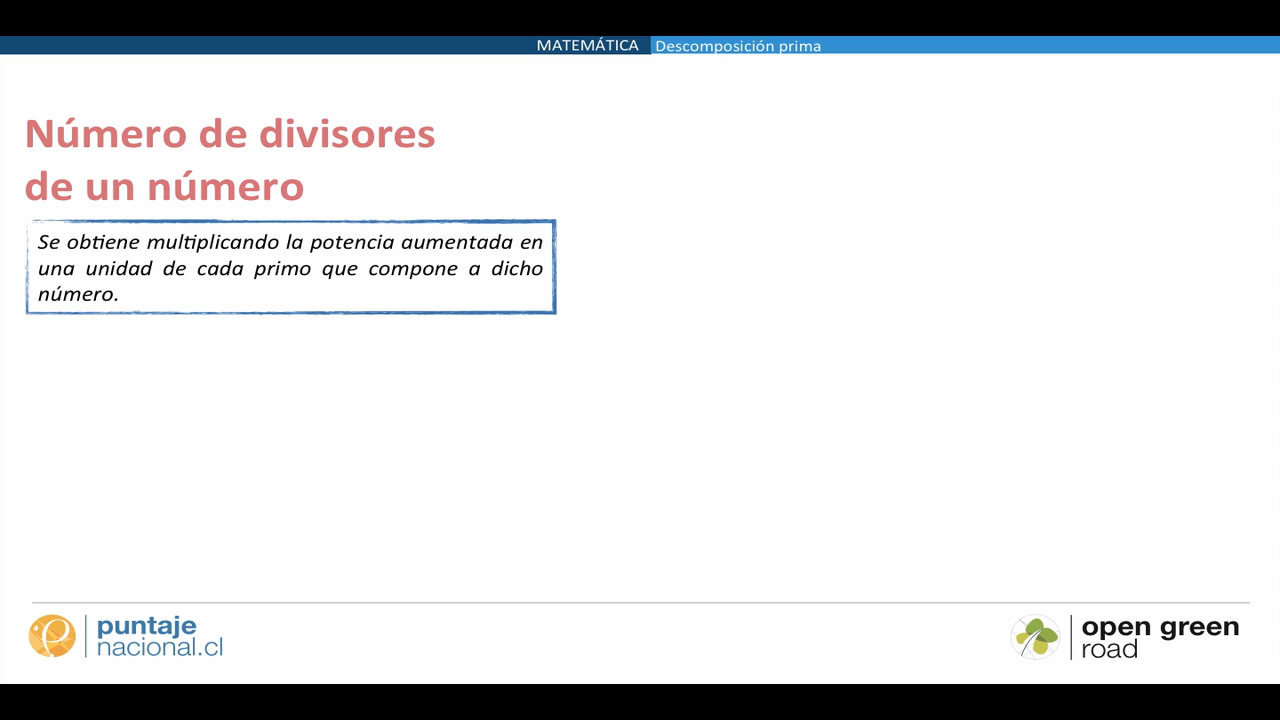 MATEMÁTICA Descomposición prima
Número de divisores
de un número
Se obtiene multiplicando la potencia aumentada en
una unidad de cada primo que compone a dicho
número.
puntaje
nacional.cl
open green
road